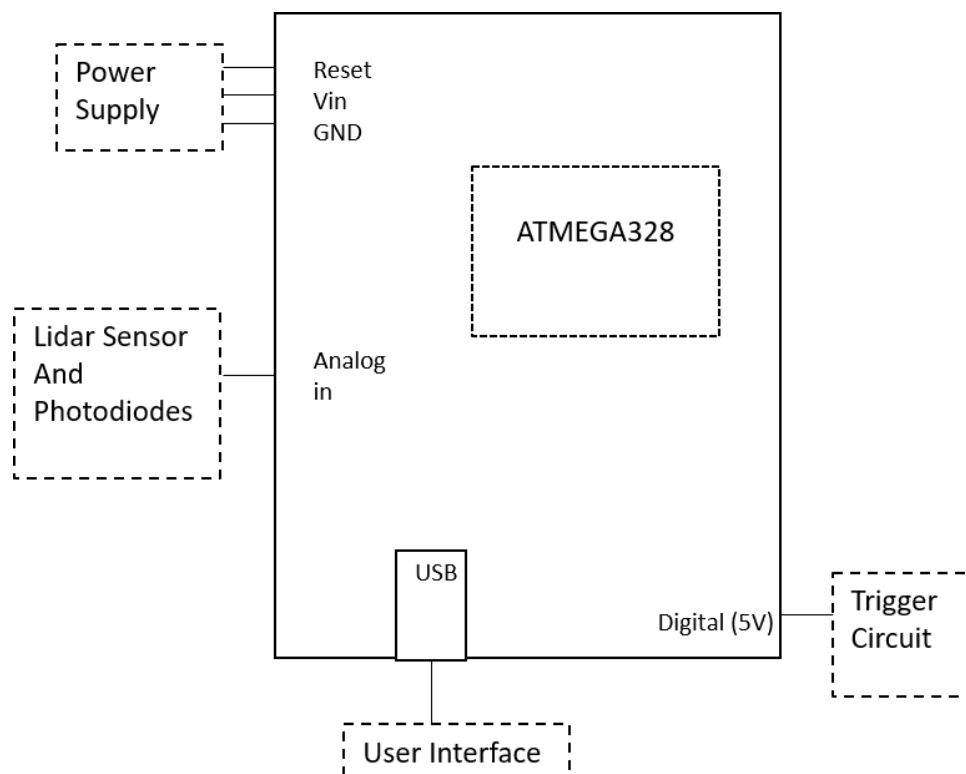 Power
Supply
Reset
Vin
GND
ATMEGA328
Lidar Sensor
And
Photodiodes
Analog
in
USB
Digital (5V)
Trigger
Circuit
User Interface